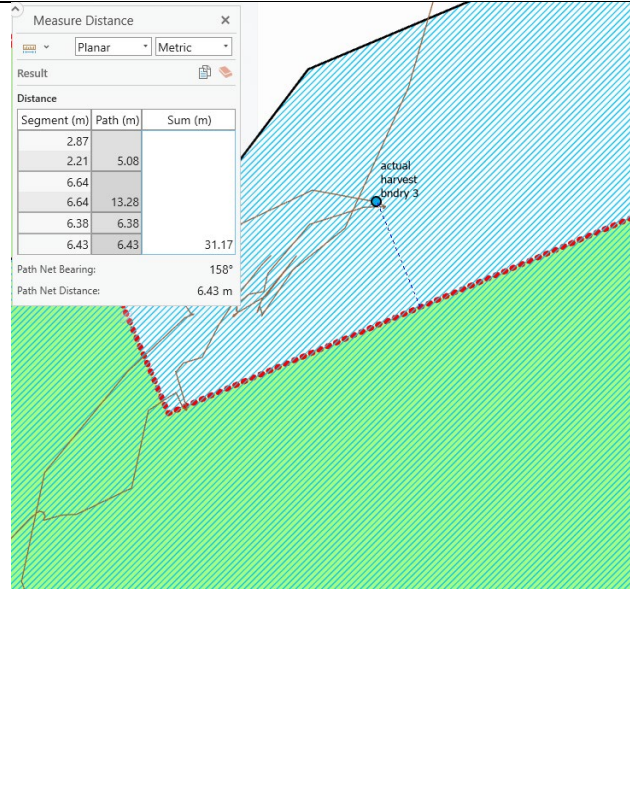 Measure Distance
Planar Metric
Result
Distance
Segment (m) Path (m) Sum (m)
2.87
2.21 5.08
6.64
6.64 13.28
6.38 6.38
6.43 6.43 31.17
Path Net Bearing: 158°
Path Net Distance: 6.43 m
actual
harvest
bndry 3